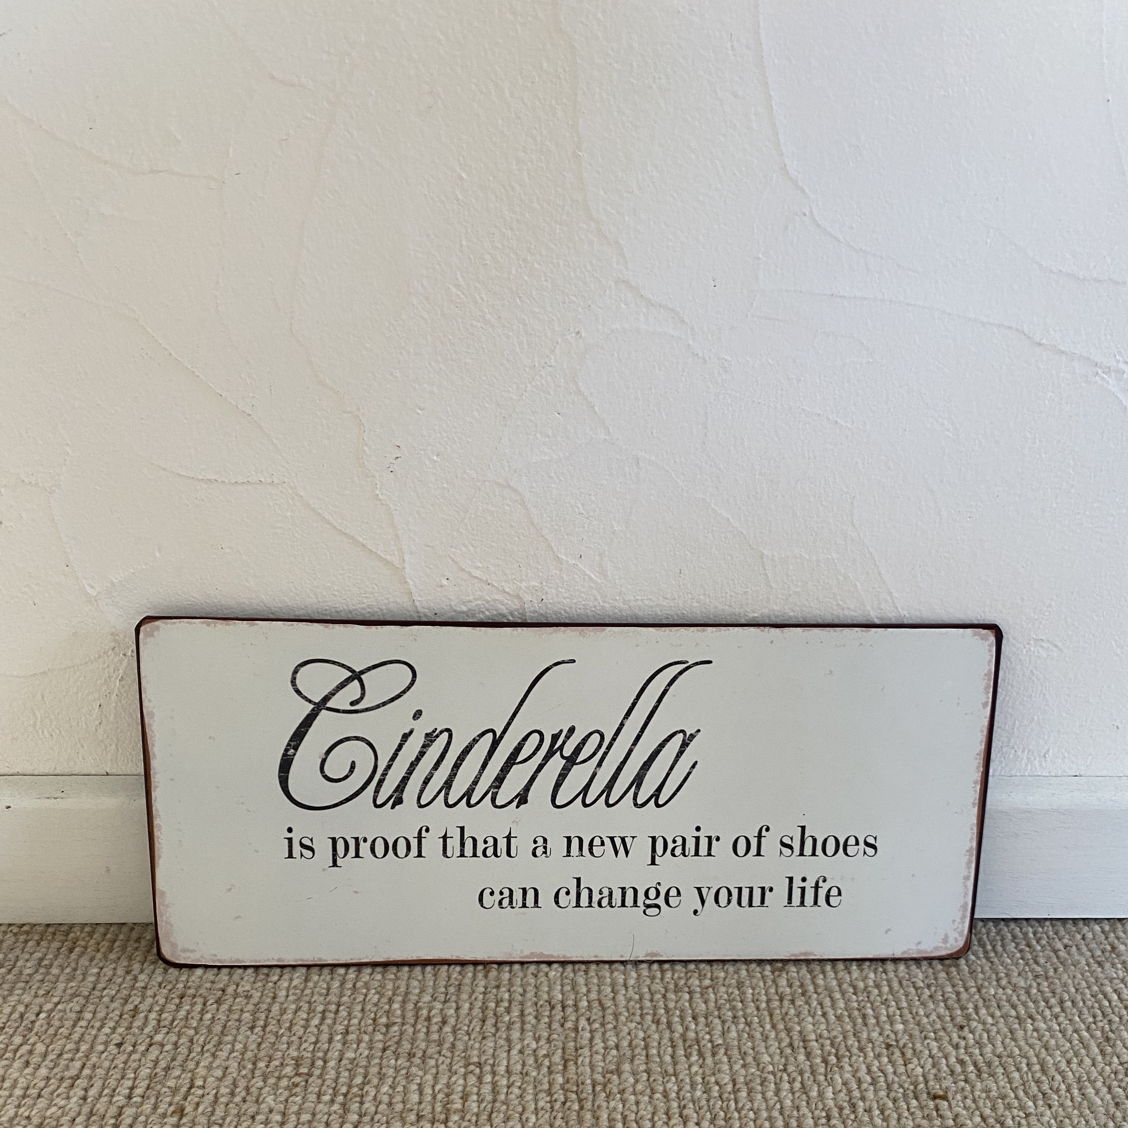 Cinderella
is proof that a new pair of shoes
can change your life